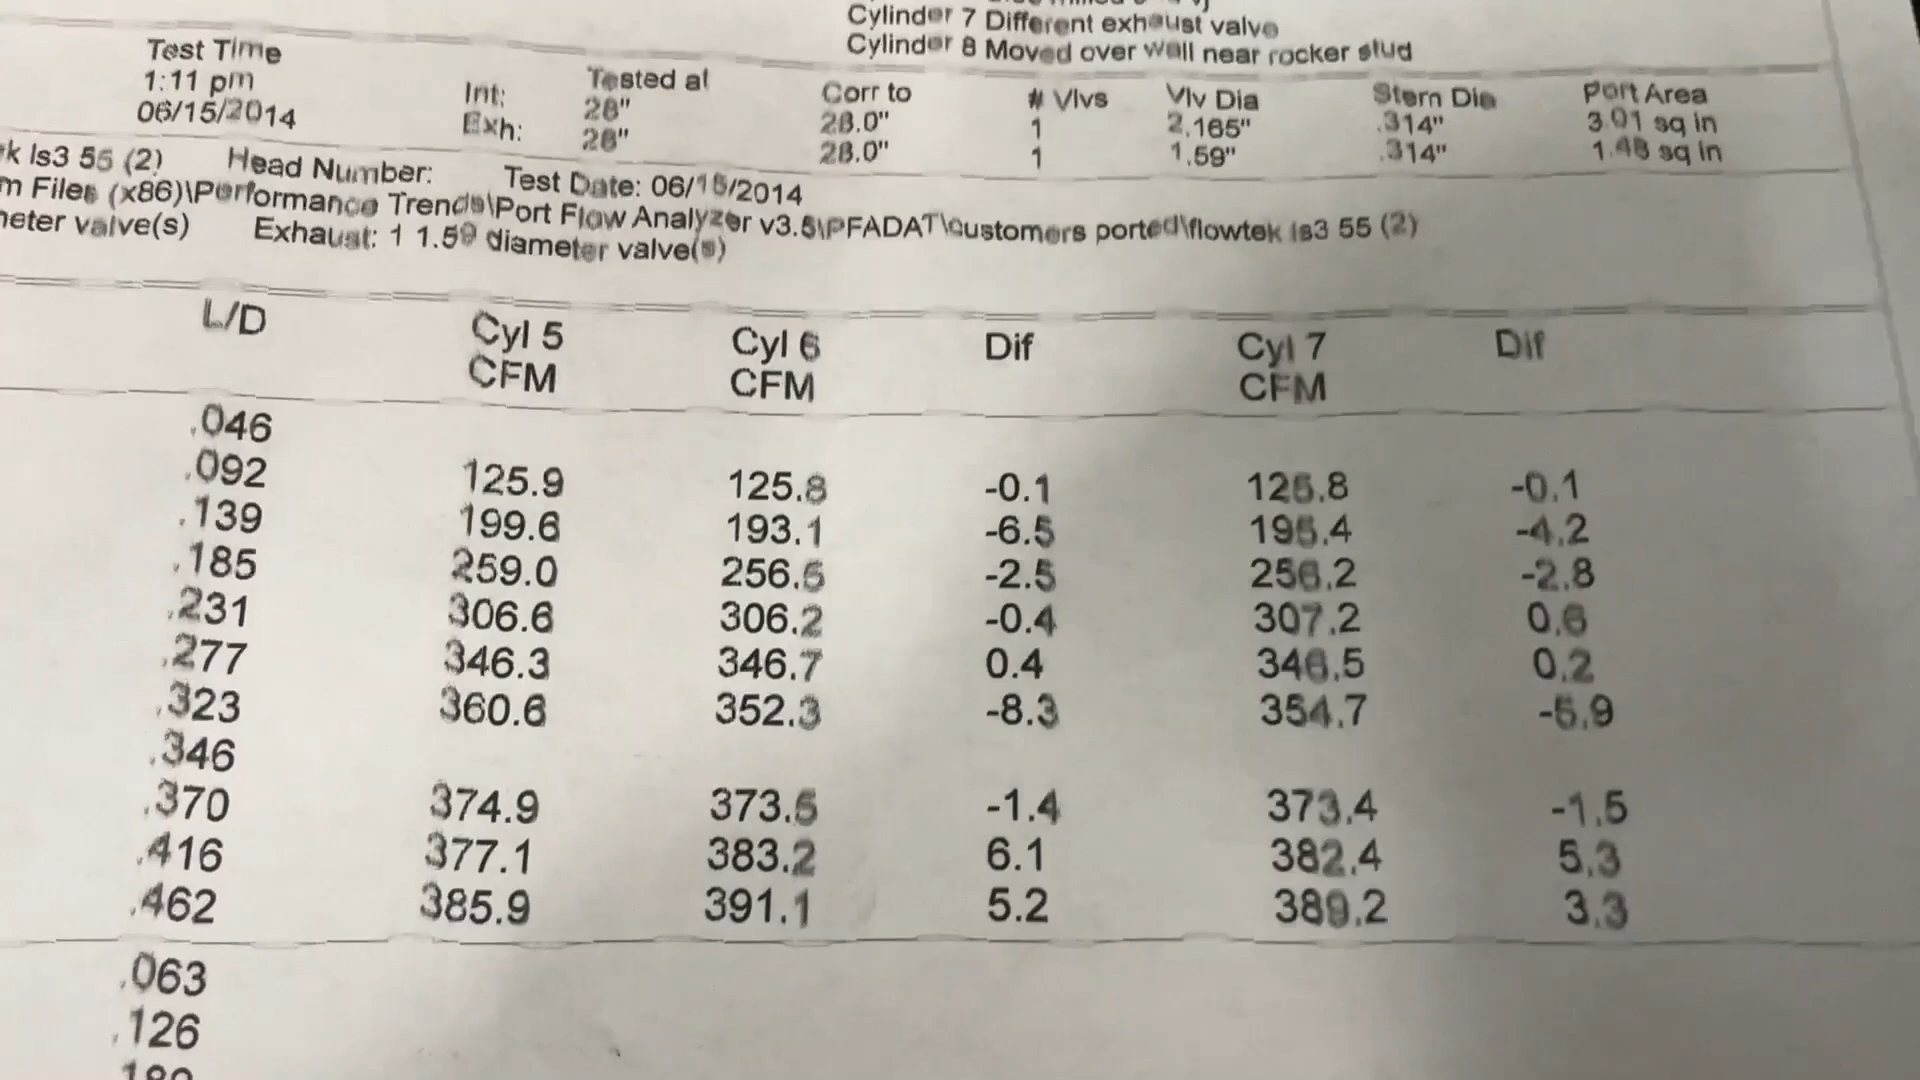 Cylinder 7 Different exhaust valve
Cylinder 8 Moved over wall near rocker stud
Test Time
1:11 pm
06/15/2014
Tested at Corr to # Vlvs Vlv Dia Stem Dia Port Area
Int: 28" 28.0" 1 2.165" .314" 3.01 sq in
Exh: 28" 28.0" 1 1.59" .314" 1.48 sq in
k ls3 55 (2) Head Number: Test Date: 06/15/2014
m Files (x86)\Performance Trends\Port Flow Analyzer v3.5\PFADAT\customers ported\flowtek ls3 55 (2)
meter valve(s) Exhaust: 1 1.59 diameter valve(s)
L/D Cyl 5 Cyl 6 Dif Cyl 7 Dif
CFM CFM CFM
.046
.092 125.9 125.8 -0.1 125.8 -0.1
.139 199.6 193.1 -6.5 195.4 -4.2
.185 259.0 256.5 -2.5 256.2 -2.8
.231 306.6 306.2 -0.4 307.2 0.6
.277 346.3 346.7 0.4 346.5 0.2
.323 360.6 352.3 -8.3 354.7 -5.9
.346
.370 374.9 373.5 -1.4 373.4 -1.5
.416 377.1 383.2 6.1 382.4 5.3
.462 385.9 391.1 5.2 389.2 3.3
.063
.126